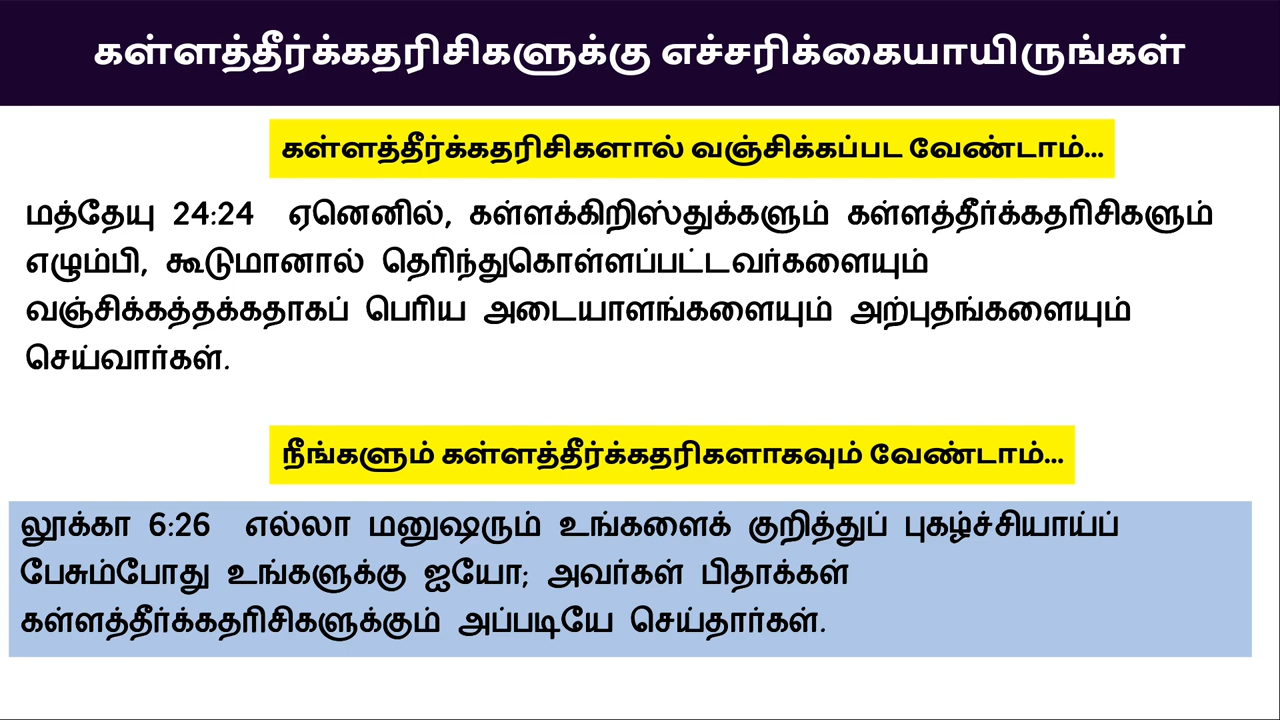 கள்ளத்தீர்க்கதரிசிகளுக்கு எச்சரிக்கையாயிருங்கள்
கள்ளத்தீர்க்கதரிசிகளால் வஞ்சிக்கப்பட வேண்டாம்...
மத்தேயு 24:24 ஏனெனில், கள்ளக்கிறிஸ்துக்களும் கள்ளத்தீர்க்கதரிசிகளும்
எழும்பி, கூடுமானால் தெரிந்துகொள்ளப்பட்டவர்களையும்
வஞ்சிக்கத்தக்கதாகப் பெரிய அடையாளங்களையும் அற்புதங்களையும்
செய்வார்கள்.
நீங்களும் கள்ளத்தீர்க்கதரிகளாகவும் வேண்டாம்...
லூக்கா 6:26 எல்லா மனுஷரும் உங்களைக் குறித்துப் புகழ்ச்சியாய்ப்
பேசும்போது உங்களுக்கு ஐயோ; அவர்கள் பிதாக்கள்
கள்ளத்தீர்க்கதரிசிகளுக்கும் அப்படியே செய்தார்கள்.